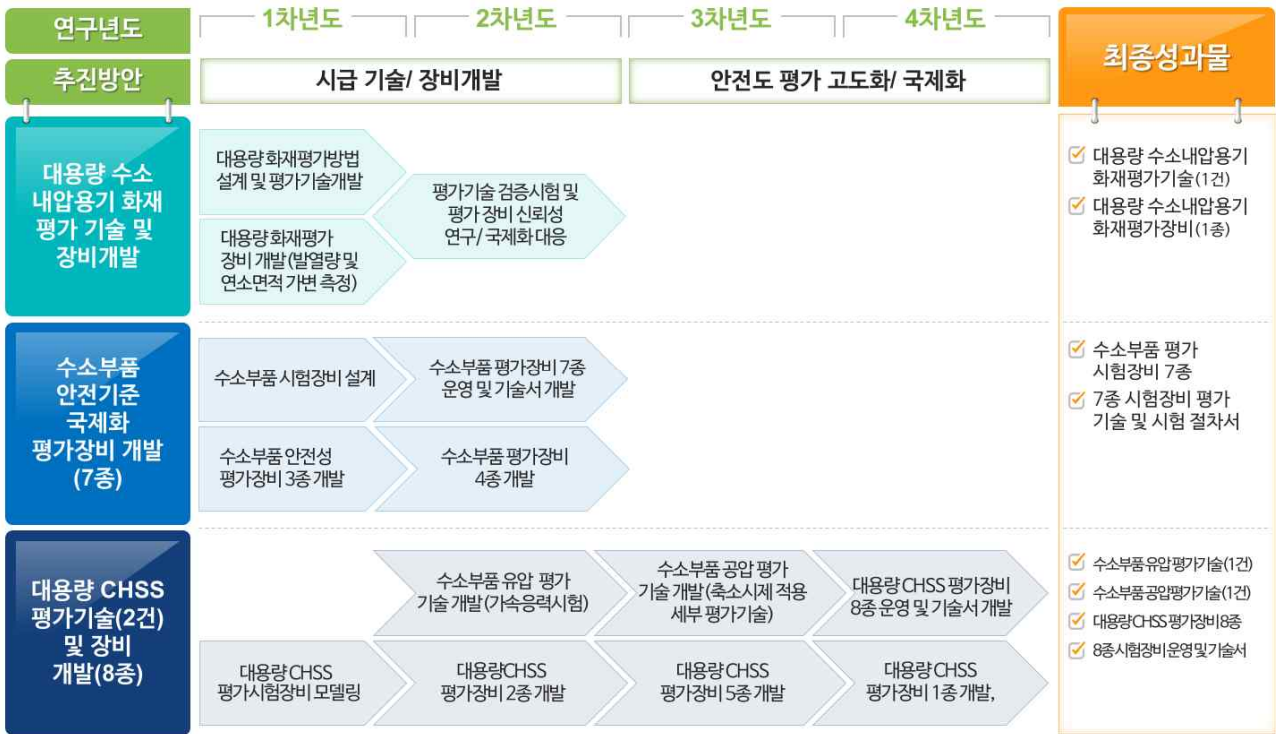 연구년도
1차년도
2차년도
3차년도
4차년도
최종성과물
추진방안
시급 기술/ 장비개발
안전도 평가 고도화/ 국제화
대용량 수소
내압용기 화재
평가 기술 및
장비개발
대용량 화재평가방법
설계 및 평가기술개발
대용량 화재평가
장비 개발(발열량 및
연소면적 가변 측정)
평가기술 검증시험 및
평가 장비 신뢰성
연구/ 국제화 대응
대용량 수소내압용기
화재평가기술(1건)
대용량 수소내압용기
화재평가장비(1종)
수소부품
안전기준
국제화
평가장비 개발
(7종)
수소부품 시험장비 설계
수소부품 평가장비 7종
운영 및 기술서 개발
수소부품 안전성
평가장비 3종 개발
수소부품 평가장비
4종 개발
수소부품 평가
시험장비 7종
7종 시험장비 평가
기술 및 시험 절차서
대용량 CHSS
평가기술(2건)
및 장비
개발(8종)
수소부품 유압 평가
기술 개발(가속응력시험)
수소부품 공압 평가
기술 개발(축소시제 적용
세부 평가기술)
대용량 CHSS 평가장비
8종 운영 및 기술서 개발
대용량 CHSS
평가시험장비 모델링
대용량CHSS
평가장비 2종 개발
대용량 CHSS
평가장비 5종 개발
대용량 CHSS
평가장비 1종 개발,
수소부품 유압평가기술(1건)
수소부품 공압평가기술(1건)
대용량 CHSS 평가장비 8종
8종 시험장비 운영 및 기술서